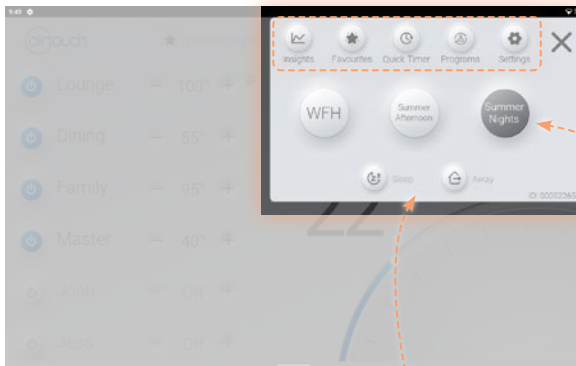 9:41
airtouch
Insights Favourites Quick Timer Programs Settings
Lounge 100°
WFH Summer Afternoon Summer Nights
Dining 55°
Sleep Away
Family 95°
22
Master 40°
Josh Off
Jess Off